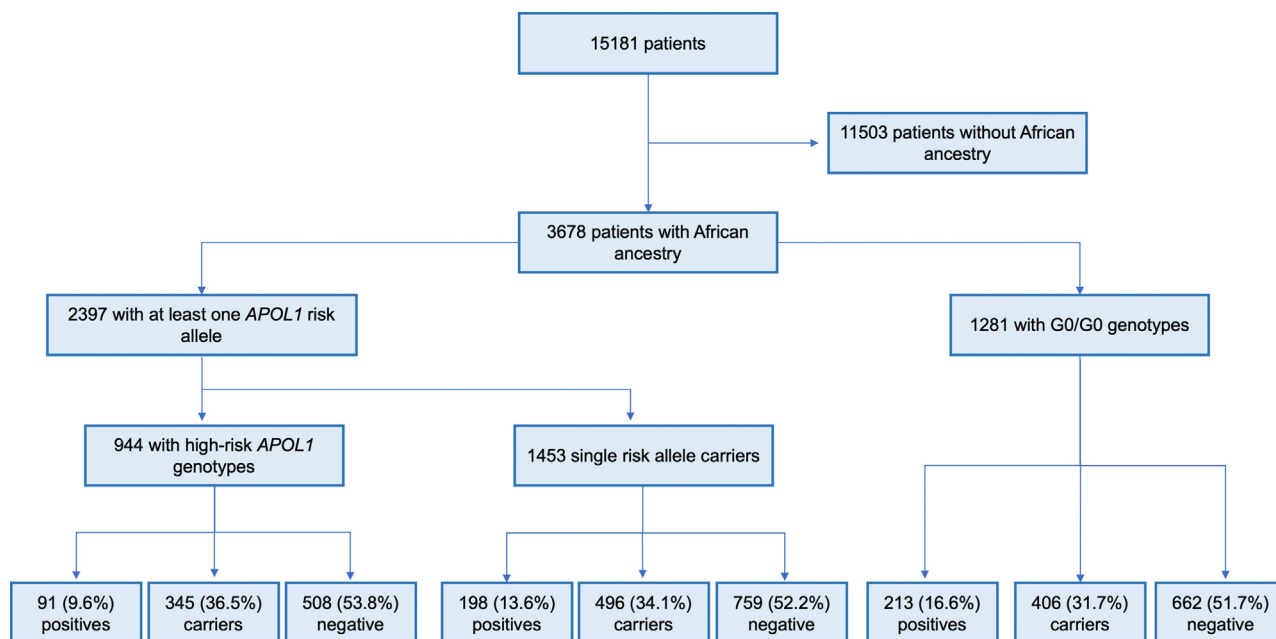 15181 patients
11503 patients without African
ancestry
3678 patients with African
ancestry
2397 with at least one APOL1 risk
allele
1281 with G0/G0 genotypes
944 with high-risk APOL1
genotypes
1453 single risk allele carriers
91 (9.6%)
positives
345 (36.5%)
carriers
508 (53.8%)
negative
198 (13.6%)
positives
496 (34.1%)
carriers
759 (52.2%)
negative
213 (16.6%)
positives
406 (31.7%)
carriers
662 (51.7%)
negative